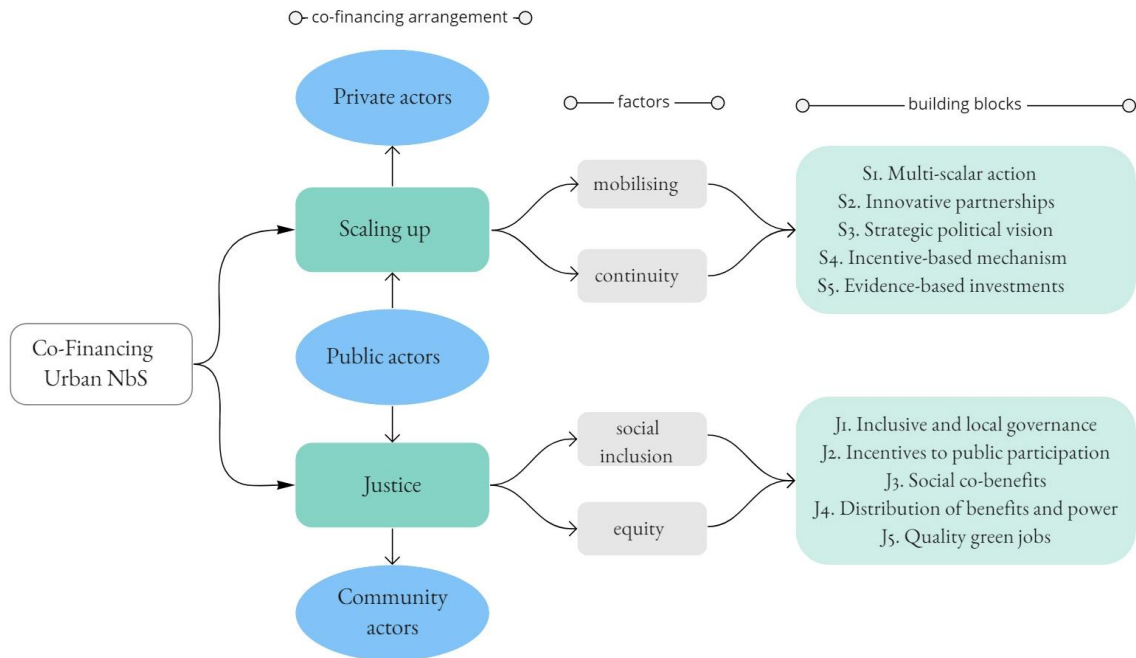 co-financing arrangement
Private actors
factors
building blocks
mobilising
Scaling up
continuity
S1. Multi-scalar action
S2. Innovative partnerships
S3. Strategic political vision
S4. Incentive-based mechanism
S5. Evidence-based investments
Co-Financing
Urban NbS
Public actors
social
inclusion
Justice
equity
J1. Inclusive and local governance
J2. Incentives to public participation
J3. Social co-benefits
J4. Distribution of benefits and power
J5. Quality green jobs
Community
actors